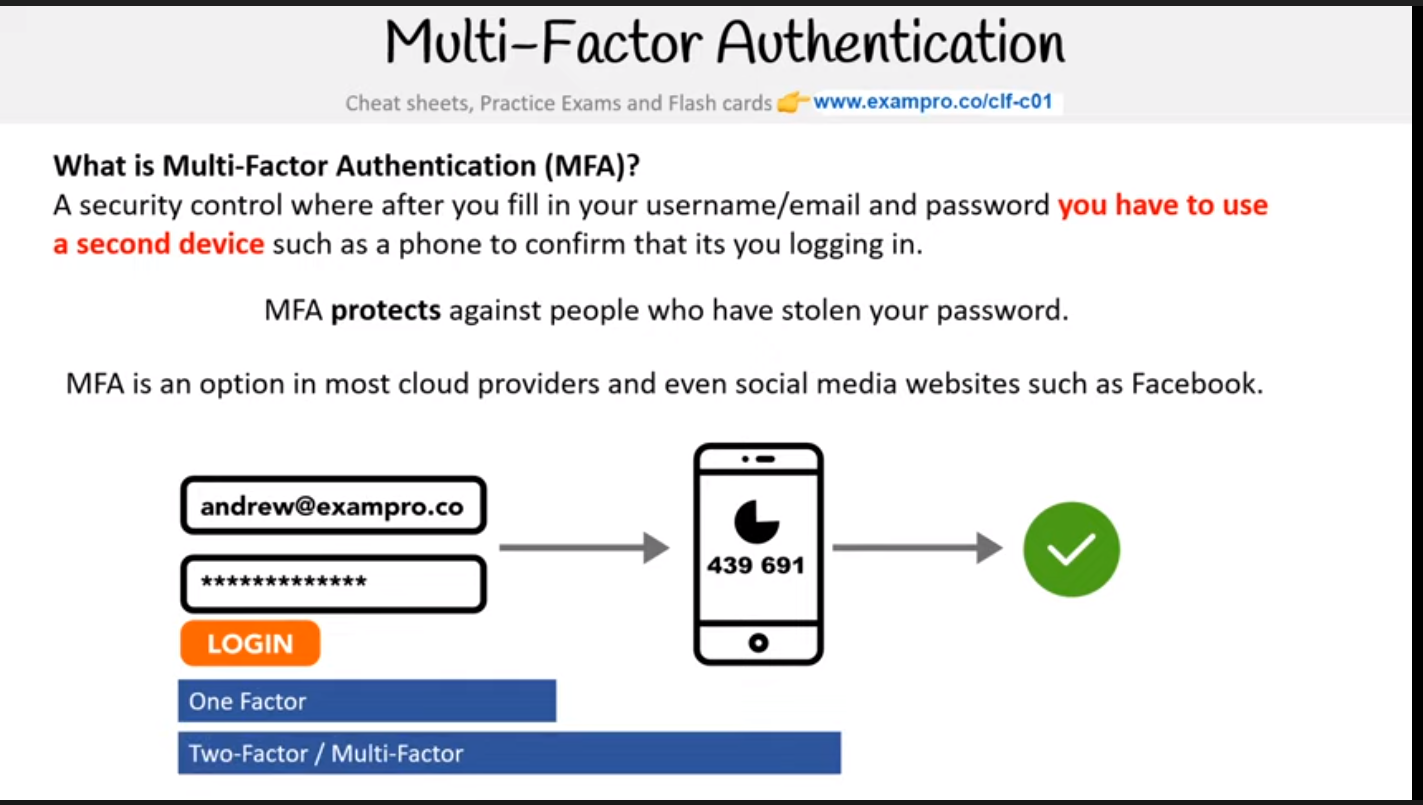 Multi-Factor Authentication
Cheat sheets, Practice Exams and Flash cards 👉 www.exampro.co/clf-c01
What is Multi-Factor Authentication (MFA)?
A security control where after you fill in your username/email and password you have to use
a second device such as a phone to confirm that its you logging in.
MFA protects against people who have stolen your password.
MFA is an option in most cloud providers and even social media websites such as Facebook.
andrew@exampro.co
*************
439 691
LOGIN
One Factor
Two-Factor / Multi-Factor